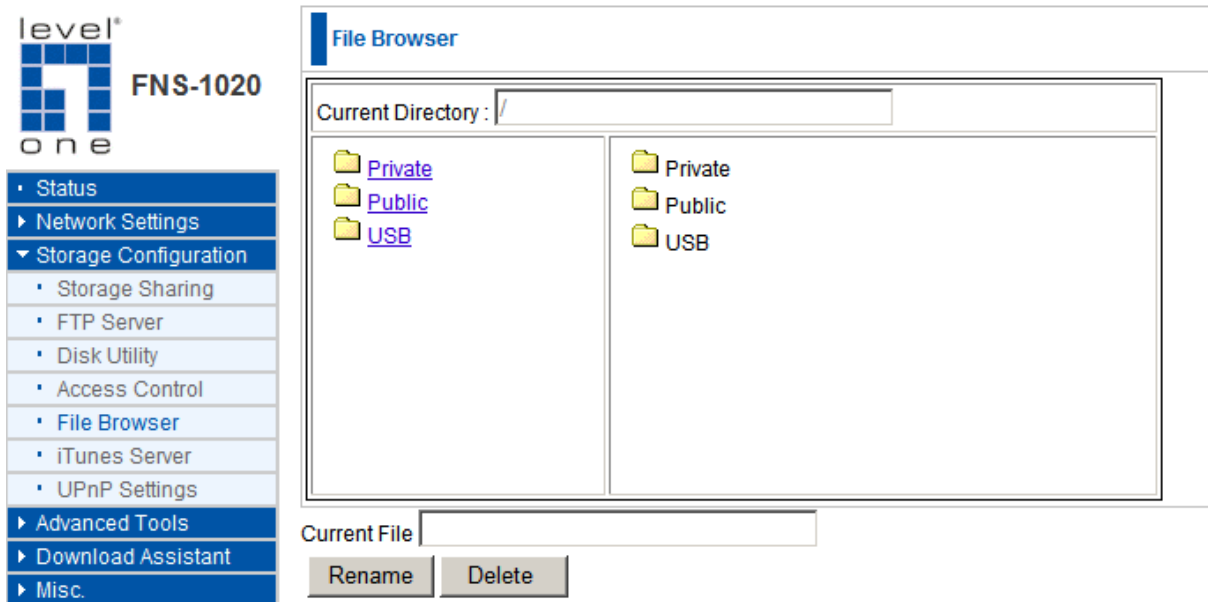 level
one
FNS-1020
Status
Network Settings
Storage Configuration
Storage Sharing
FTP Server
Disk Utility
Access Control
File Browser
iTunes Server
UPnP Settings
Advanced Tools
Download Assistant
Misc.
File Browser
Current Directory : /
Private
Public
USB
Private
Public
USB
Current File
Rename Delete